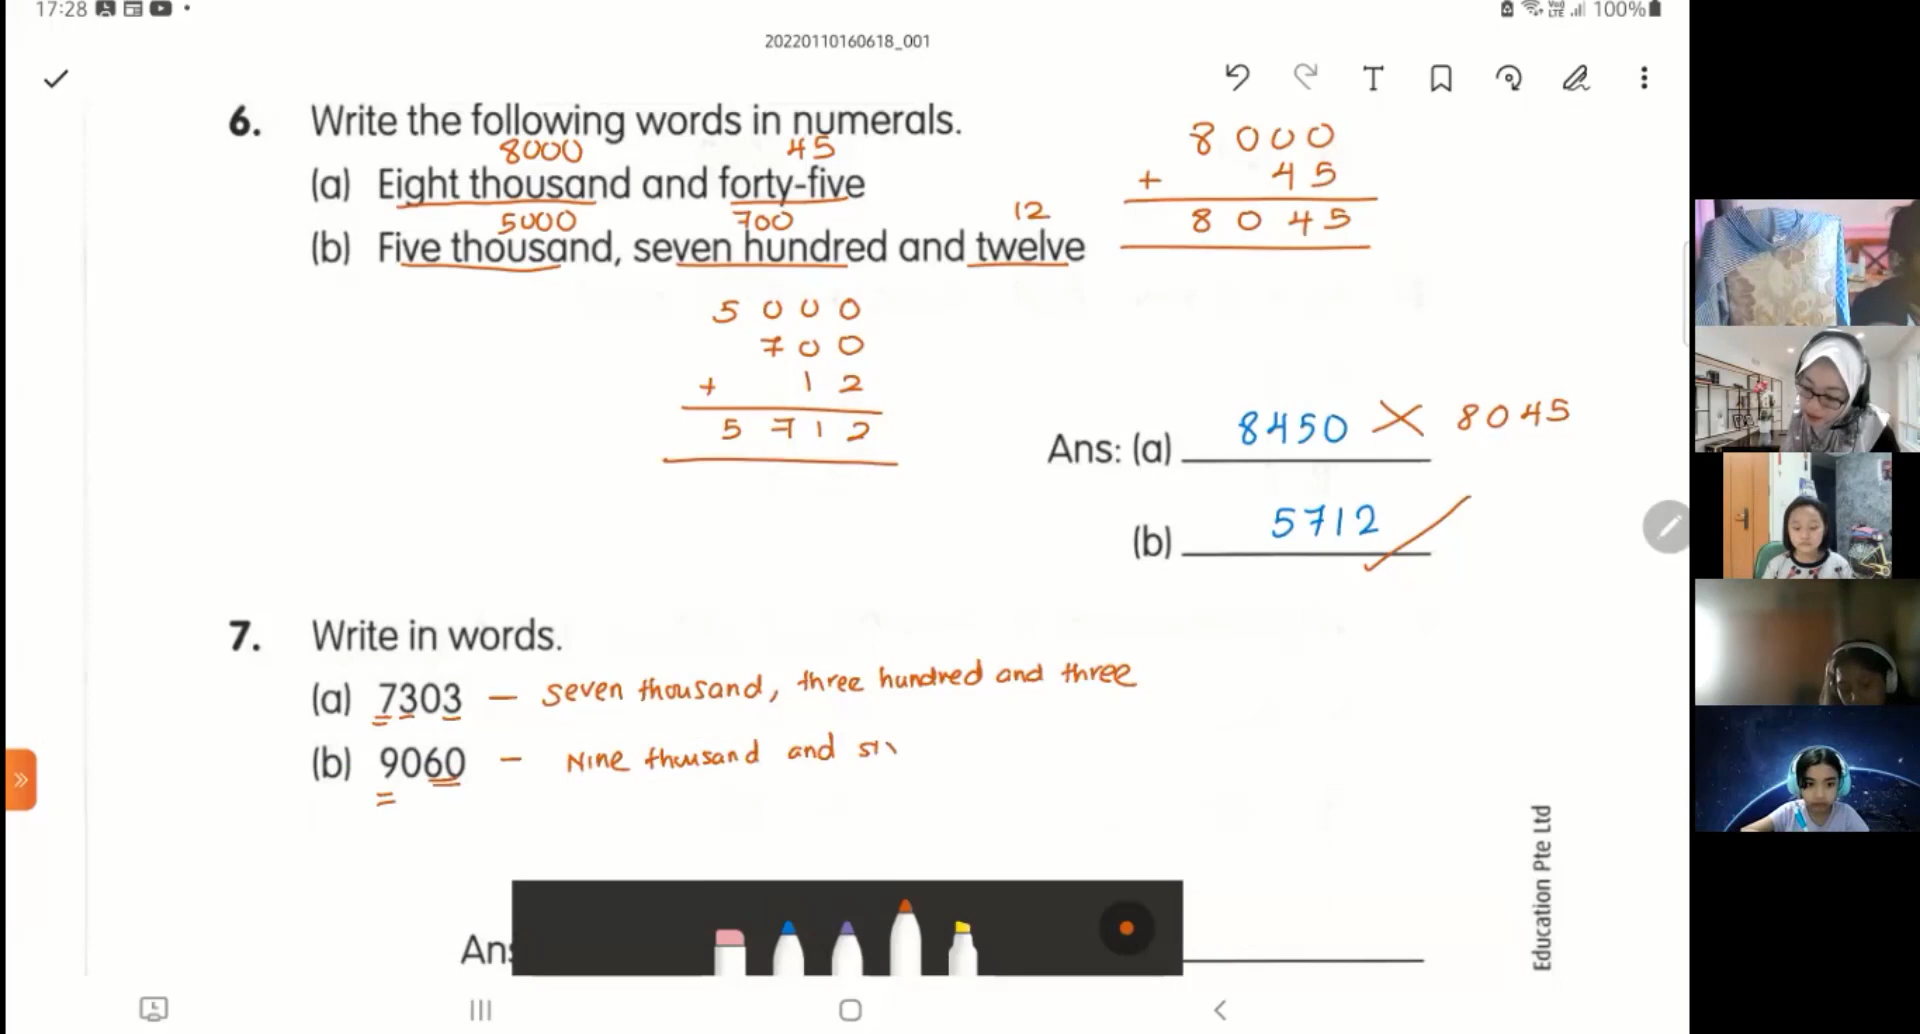 17:28
100%
20220110160618_001
6. Write the following words in numerals.
8000 45
(a) Eight thousand and forty-five
5000 700 12
(b) Five thousand, seven hundred and twelve
8000
+ 45
8045
5000
700
+ 12
5712
Ans: (a) 8450 X 8045
(b) 5712
7. Write in words.
(a) 7303 — seven thousand, three hundred and three
(b) 9060 — Nine thousand and
Ans
Education Pte Ltd